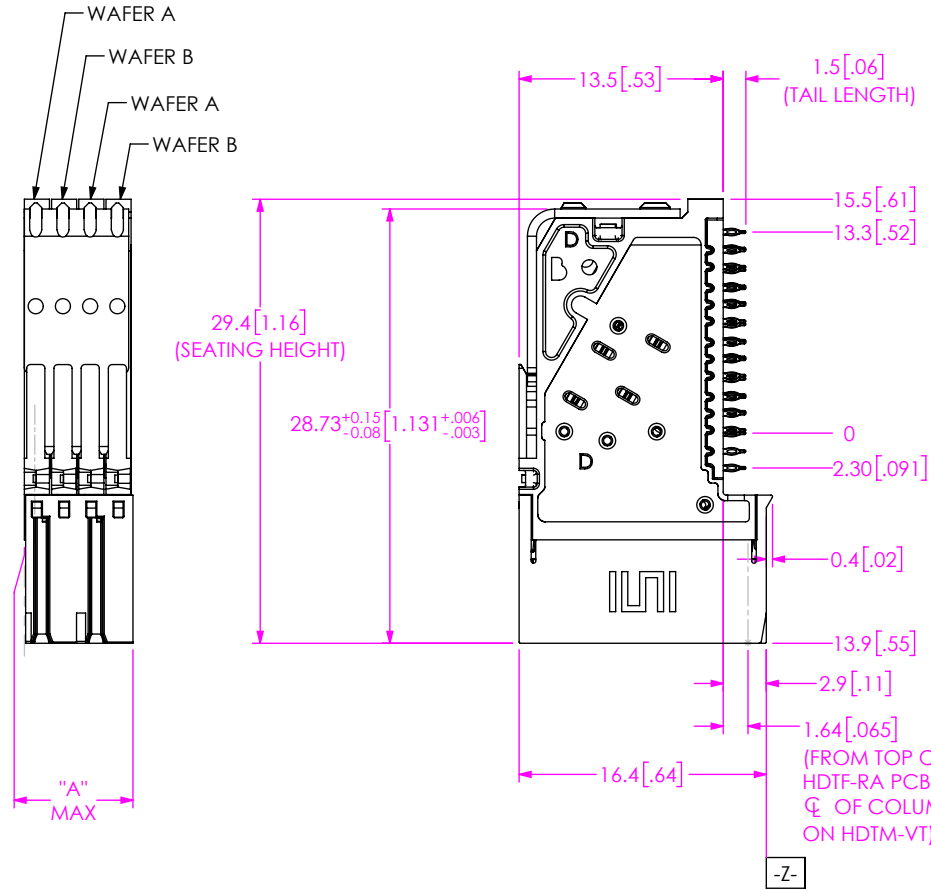 WAFER A
WAFER B
WAFER A
WAFER B
13.5[.53]
1.5[.06]
(TAIL LENGTH)
15.5[.61]
13.3[.52]
D
B
29.4[1.16]
(SEATING HEIGHT)
28.73 +0.15 -0.08 [1.131 +.006 -.003]
0
2.30[.091]
D
0.4[.02]
13.9[.55]
2.9[.11]
1.64[.065]
(FROM TOP O
HDTF-RA PCB
℄ OF COLUM
ON HDTM-VT)
16.4[.64]
"A"
MAX
-Z-